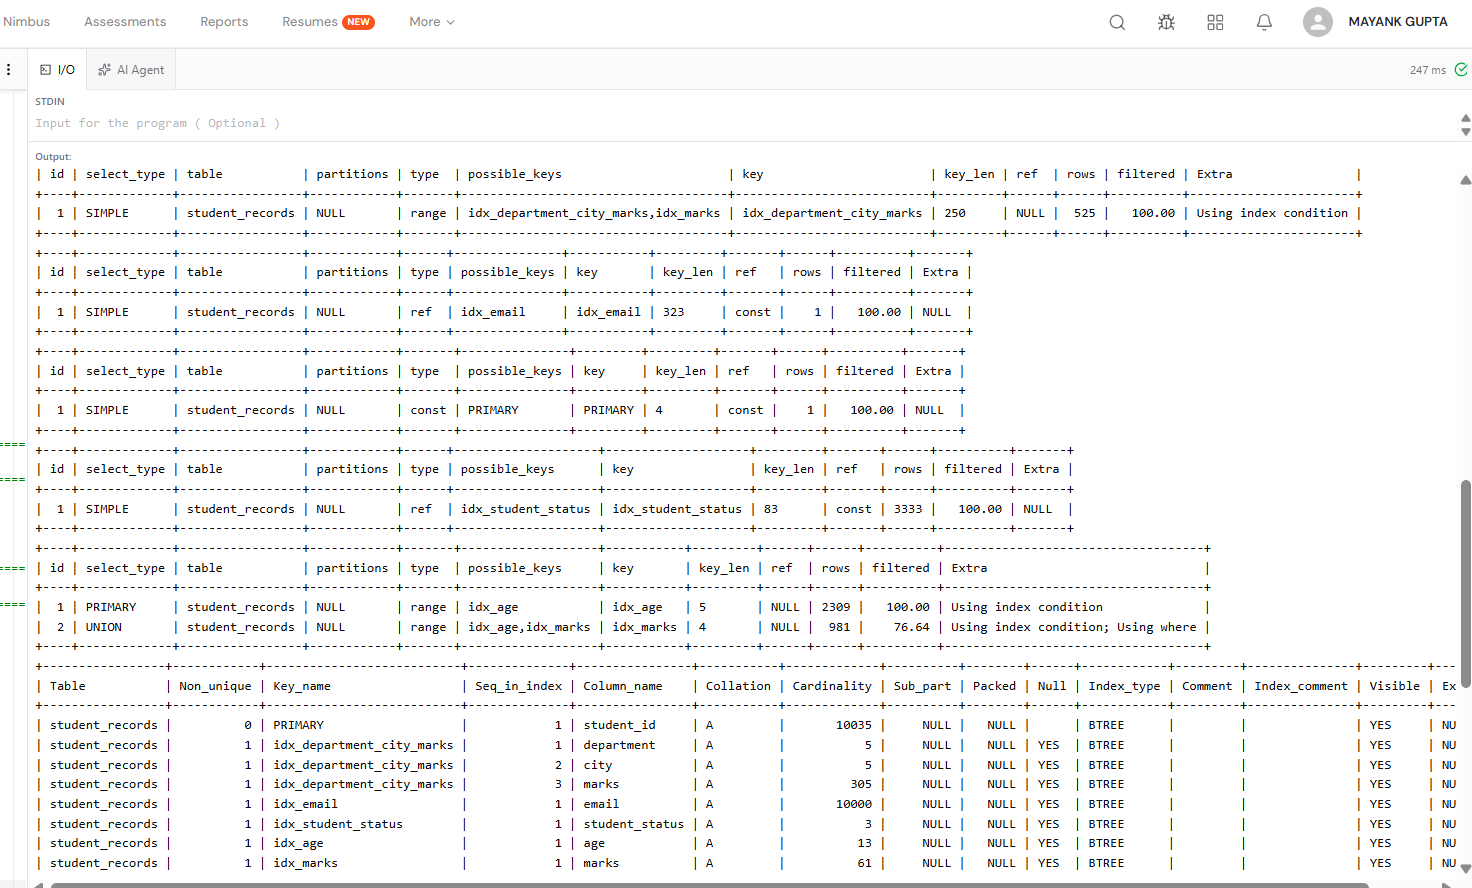 Nimbus Assessments Reports Resumes NEW More MAYANK GUPTA
I/O AI Agent 247 ms
STDIN
Input for the program ( Optional )
Output:
| id | select_type | table | partitions | type | possible_keys | key | key_len | ref | rows | filtered | Extra |
| 1 | SIMPLE | student_records | NULL | range | idx_department_city_marks,idx_marks | idx_department_city_marks | 250 | NULL | 525 | 100.00 | Using index condition |
| id | select_type | table | partitions | type | possible_keys | key | key_len | ref | rows | filtered | Extra |
| 1 | SIMPLE | student_records | NULL | ref | idx_email | idx_email | 323 | const | 1 | 100.00 | NULL |
| id | select_type | table | partitions | type | possible_keys | key | key_len | ref | rows | filtered | Extra |
| 1 | SIMPLE | student_records | NULL | const | PRIMARY | PRIMARY | 4 | const | 1 | 100.00 | NULL |
| id | select_type | table | partitions | type | possible_keys | key | key_len | ref | rows | filtered | Extra |
| 1 | SIMPLE | student_records | NULL | ref | idx_student_status | idx_student_status | 83 | const | 3333 | 100.00 | NULL |
| id | select_type | table | partitions | type | possible_keys | key | key_len | ref | rows | filtered | Extra |
| 1 | PRIMARY | student_records | NULL | range | idx_age | idx_age | 5 | NULL | 2309 | 100.00 | Using index condition |
| 2 | UNION | student_records | NULL | range | idx_age,idx_marks | idx_marks | 4 | NULL | 981 | 76.64 | Using index condition; Using where |
| Table | Non_unique | Key_name | Seq_in_index | Column_name | Collation | Cardinality | Sub_part | Packed | Null | Index_type | Comment | Index_comment | Visible | Ex
| student_records | 0 | PRIMARY | 1 | student_id | A | 10035 | NULL | NULL | | BTREE | | | YES | NU
| student_records | 1 | idx_department_city_marks | 1 | department | A | 5 | NULL | NULL | YES | BTREE | | | YES | NU
| student_records | 1 | idx_department_city_marks | 2 | city | A | 5 | NULL | NULL | YES | BTREE | | | YES | NU
| student_records | 1 | idx_department_city_marks | 3 | marks | A | 305 | NULL | NULL | YES | BTREE | | | YES | NU
| student_records | 1 | idx_email | 1 | email | A | 10000 | NULL | NULL | YES | BTREE | | | YES | NU
| student_records | 1 | idx_student_status | 1 | student_status | A | 3 | NULL | NULL | YES | BTREE | | | YES | NU
| student_records | 1 | idx_age | 1 | age | A | 13 | NULL | NULL | YES | BTREE | | | YES | NU
| student_records | 1 | idx_marks | 1 | marks | A | 61 | NULL | NULL | YES | BTREE | | | YES | NU